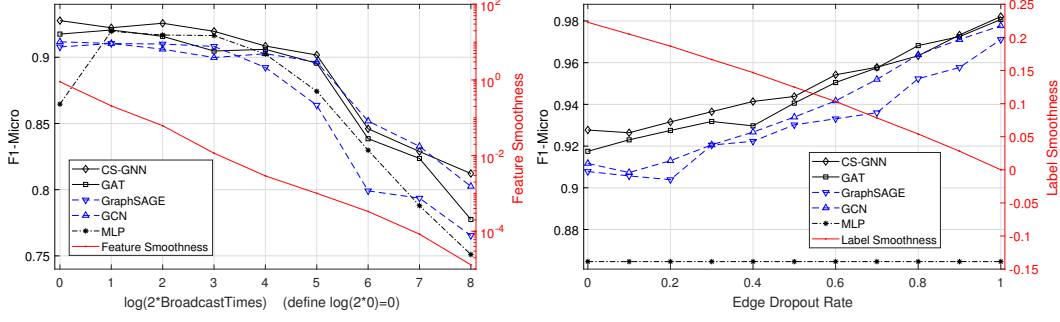 10^2
10^0
10^-2
10^-4
Feature Smoothness
0.9
0.85
0.8
0.75
F1-Micro
CS-GNN
GAT
GraphSAGE
GCN
MLP
Feature Smoothness
0 1 2 3 4 5 6 7 8
log(2*BroadcastTimes) (define log(2*0)=0)
0.98
0.96
0.94
0.92
0.9
0.88
F1-Micro
CS-GNN
GAT
GraphSAGE
GCN
MLP
Label Smoothness
0 0.2 0.4 0.6 0.8 1
Edge Dropout Rate
0.25
0.20
0.15
0.10
0.05
0
-0.05
-0.10
-0.15
Label Smoothness